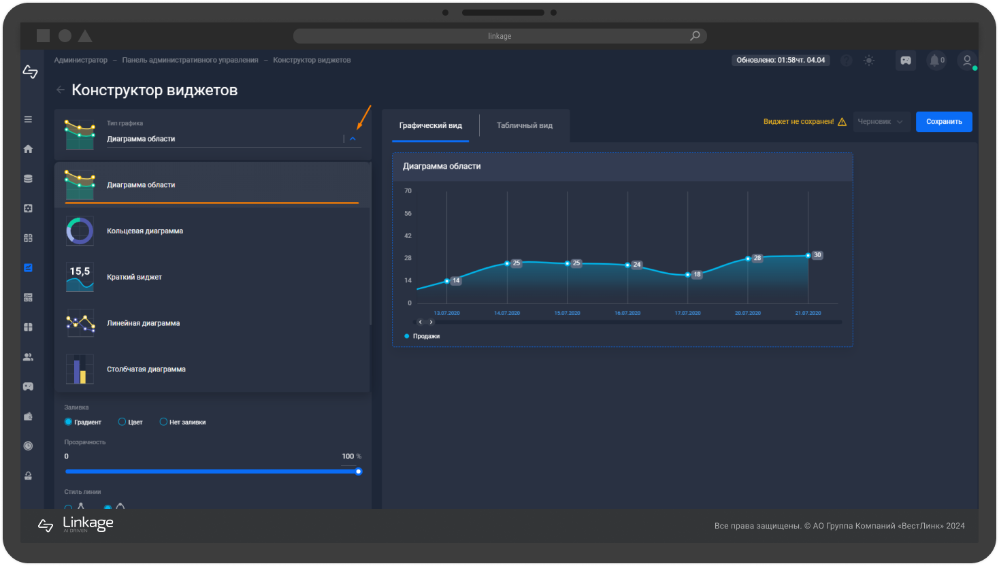 linkage
Администратор – Панель административного управления – Конструктор виджетов
Обновлено: 01:58чт. 04.04
0
Конструктор виджетов
Тип графика
Диаграмма области
Диаграмма области
Кольцевая диаграмма
15,5
Краткий виджет
Линейная диаграмма
Столбчатая диаграмма
Заливка
Градиент Цвет Нет заливки
Прозрачность
0 100 %
Стиль линии
Графический вид Табличный вид
Виджет не сохранен! Черновик Сохранить
Диаграмма области
70
56
42
28
14
0
14 25 25 24 18 28 30
13.07.2020 14.07.2020 15.07.2020 16.07.2020 17.07.2020 20.07.2020 21.07.2020
Продажи
Linkage
AI DRIVEN
Все права защищены. © АО Группа Компаний «ВестЛинк» 2024